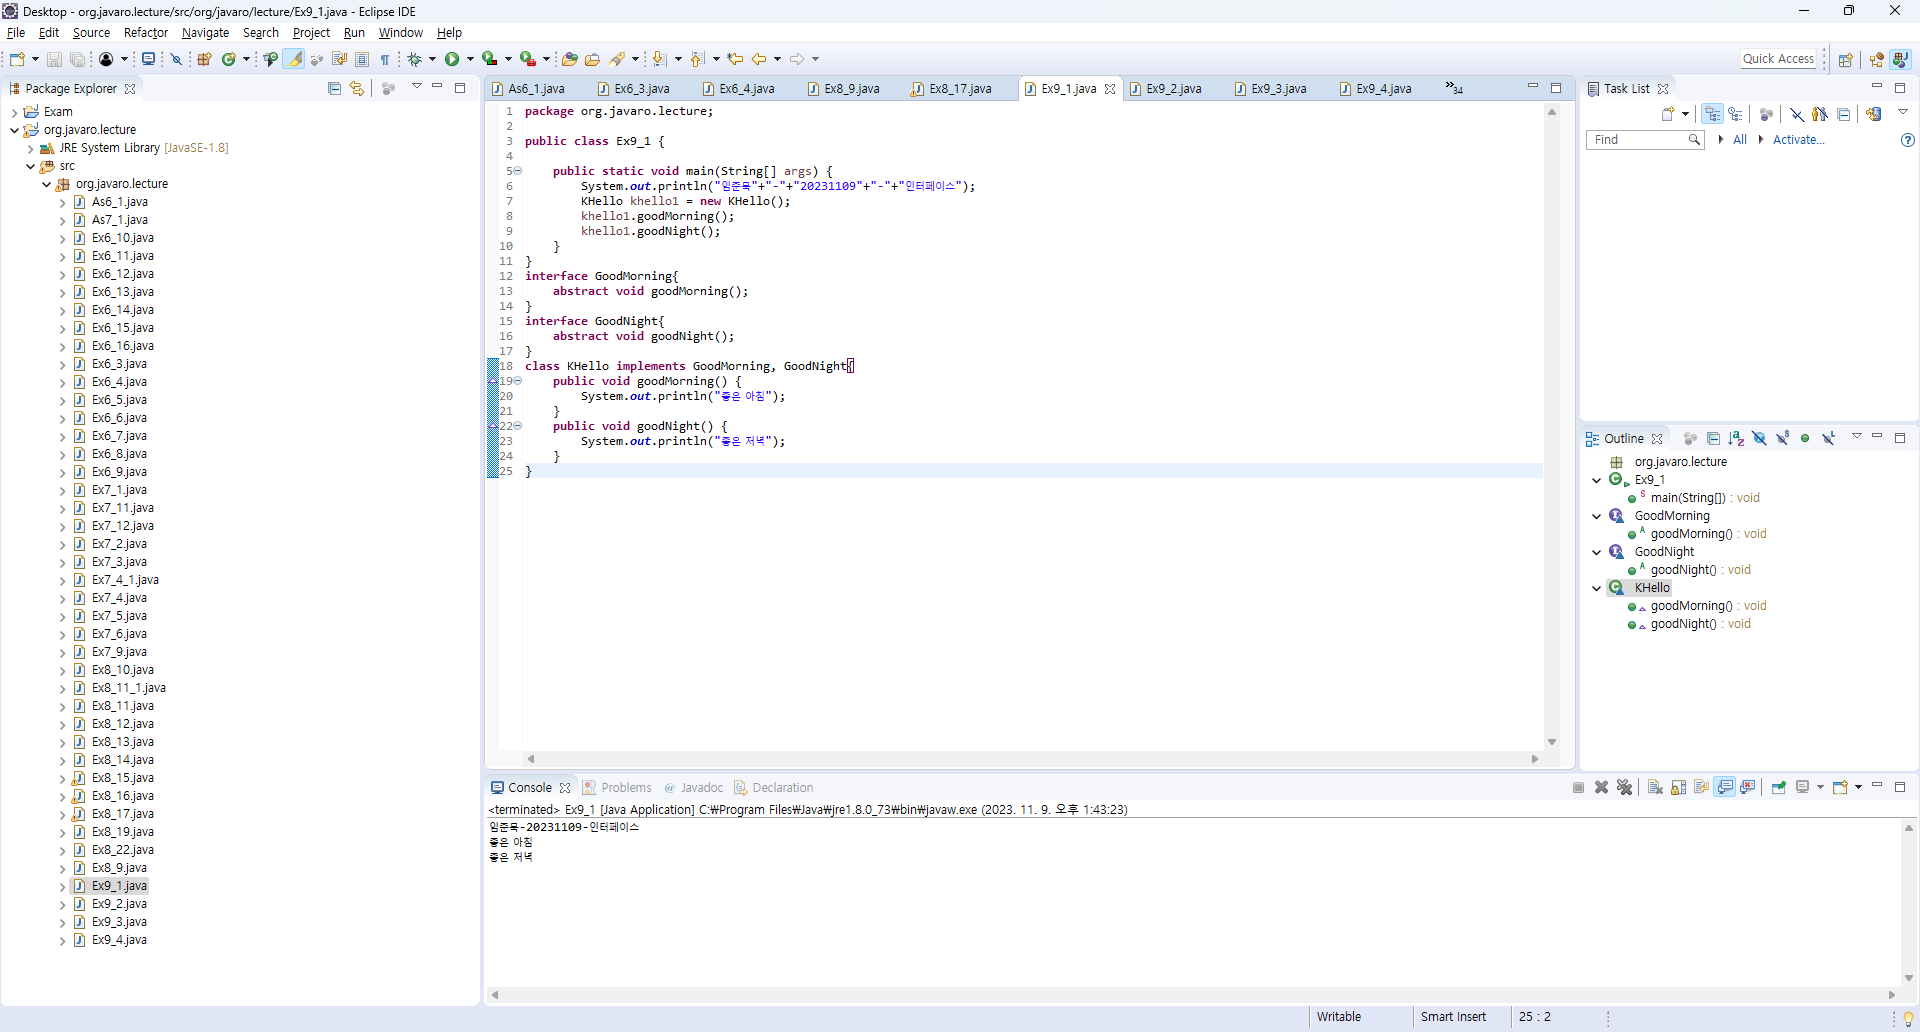 Desktop - org.javaro.lecture/src/org/javaro/lecture/Ex9_1.java - Eclipse IDE
File Edit Source Refactor Navigate Search Project Run Window Help
Quick Access
Package Explorer
Exam
org.javaro.lecture
JRE System Library [JavaSE-1.8]
src
org.javaro.lecture
As6_1.java
As7_1.java
Ex6_10.java
Ex6_11.java
Ex6_12.java
Ex6_13.java
Ex6_14.java
Ex6_15.java
Ex6_16.java
Ex6_3.java
Ex6_4.java
Ex6_5.java
Ex6_6.java
Ex6_7.java
Ex6_8.java
Ex6_9.java
Ex7_1.java
Ex7_11.java
Ex7_12.java
Ex7_2.java
Ex7_3.java
Ex7_4_1.java
Ex7_4.java
Ex7_5.java
Ex7_6.java
Ex7_9.java
Ex8_10.java
Ex8_11_1.java
Ex8_11.java
Ex8_12.java
Ex8_13.java
Ex8_14.java
Ex8_15.java
Ex8_16.java
Ex8_17.java
Ex8_19.java
Ex8_22.java
Ex8_9.java
Ex9_1.java
Ex9_2.java
Ex9_3.java
Ex9_4.java
As6_1.java Ex6_3.java Ex6_4.java Ex8_9.java Ex8_17.java Ex9_1.java Ex9_2.java Ex9_3.java Ex9_4.java »34
1 package org.javaro.lecture;
2
3 public class Ex9_1 {
4
5 public static void main(String[] args) {
6 System.out.println("임준묵"+"-"+"20231109"+"-"+"인터페이스");
7 KHello khello1 = new KHello();
8 khello1.goodMorning();
9 khello1.goodNight();
10 }
11 }
12 interface GoodMorning{
13 abstract void goodMorning();
14 }
15 interface GoodNight{
16 abstract void goodNight();
17 }
18 class KHello implements GoodMorning, GoodNight{
19 public void goodMorning() {
20 System.out.println("좋은 아침");
21 }
22 public void goodNight() {
23 System.out.println("좋은 저녁");
24 }
25 }
Task List
Find All Activate...
Outline
org.javaro.lecture
Ex9_1
main(String[]) : void
GoodMorning
goodMorning() : void
GoodNight
goodNight() : void
KHello
goodMorning() : void
goodNight() : void
Console Problems @ Javadoc Declaration
<terminated> Ex9_1 [Java Application] C:₩Program Files₩Java₩jre1.8.0_73₩bin₩javaw.exe (2023. 11. 9. 오후 1:43:23)
임준묵-20231109-인터페이스
좋은 아침
좋은 저녁
Writable Smart Insert 25 : 2